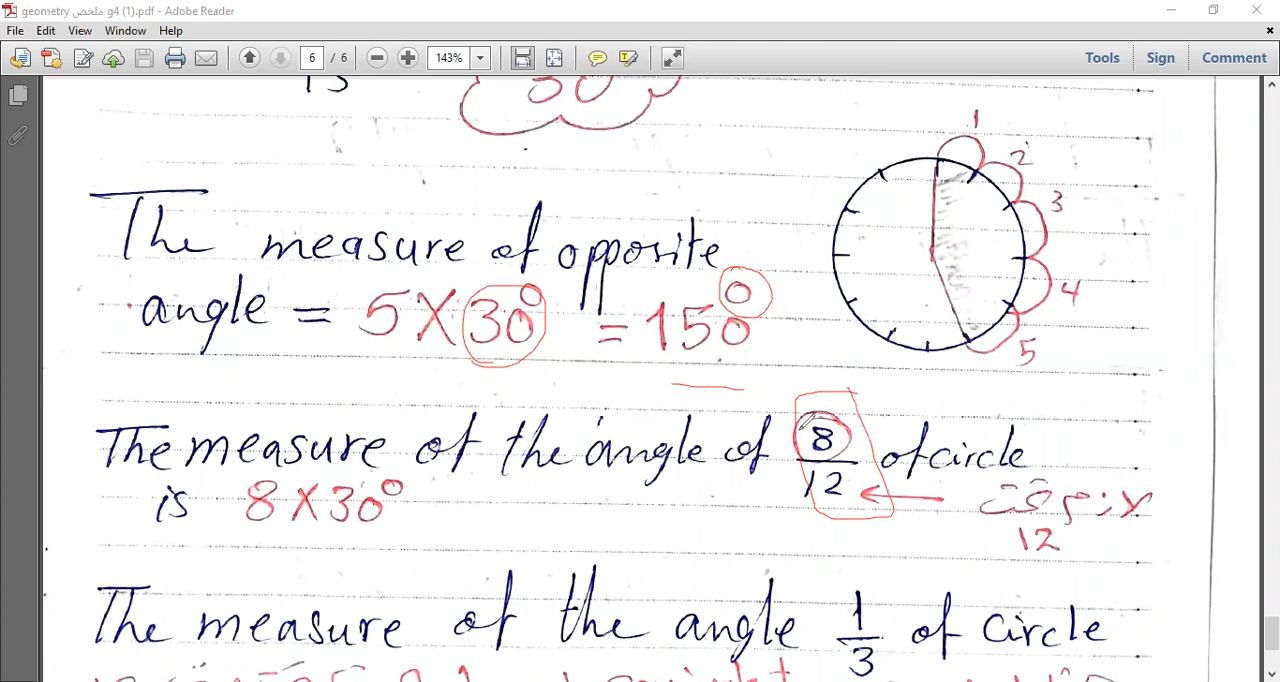 geometry ملخص g4 (1).pdf - Adobe Reader
File Edit View Window Help
6 / 6 143% Tools Sign Comment
is 30
1
2
3
4
5
The measure of opposite
angle = 5 X 30° = 150°
The measure of the angle of 8/12 of circle
is 8 X 30°
12
The measure of the angle 1/3 of circle